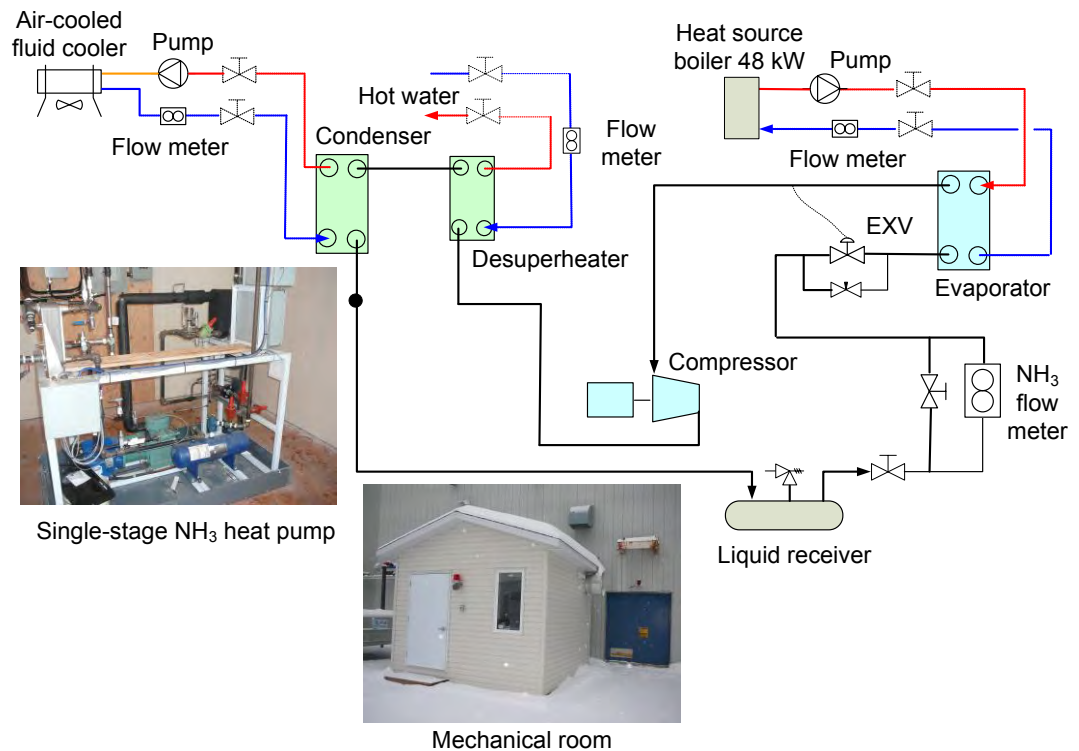 Air-cooled
fluid cooler
Pump
Heat source
boiler 48 kW
Pump
Hot water
Flow meter
Condenser
Flow
meter
Flow meter
EXV
Desuperheater
Evaporator
Compressor
NH₃
flow
meter
Single-stage NH₃ heat pump
Liquid receiver
Mechanical room